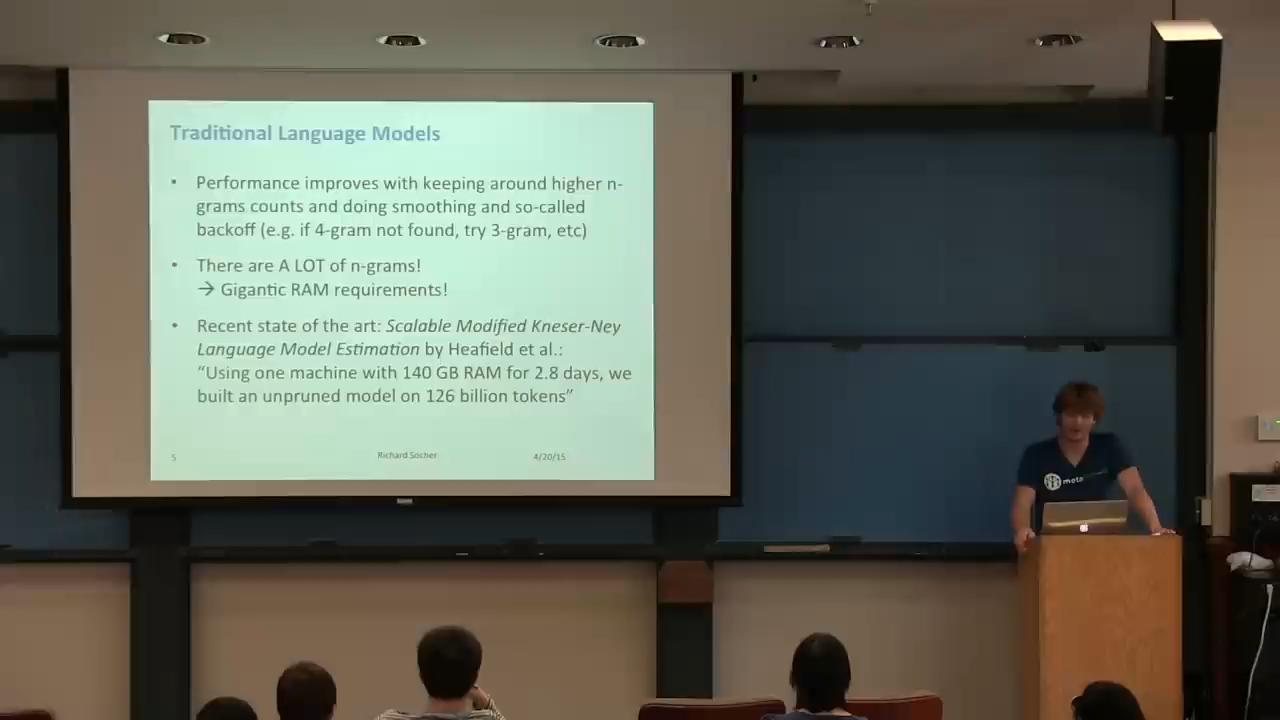 Traditional Language Models
• Performance improves with keeping around higher n-
grams counts and doing smoothing and so-called
backoff (e.g. if 4-gram not found, try 3-gram, etc)
• There are A LOT of n-grams!
→ Gigantic RAM requirements!
• Recent state of the art: Scalable Modified Kneser-Ney
Language Model Estimation by Heafield et al.:
“Using one machine with 140 GB RAM for 2.8 days, we
built an unpruned model on 126 billion tokens”
5 Richard Socher 4/20/15